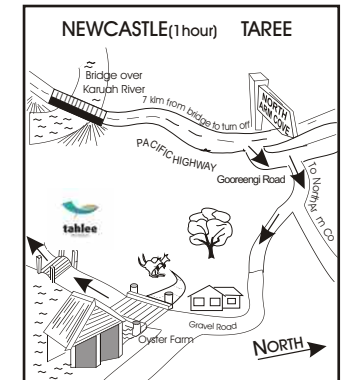 NEWCASTLE(1hour) TAREE
Bridge over
Karuah River
7 klm from bridge to turn off
NORTH
ARM COVE
PACIFIC HIGHWAY
Gooreengi Road
To North Ar m Co
tahlee
Gravel Road
Oyster Farm
NORTH